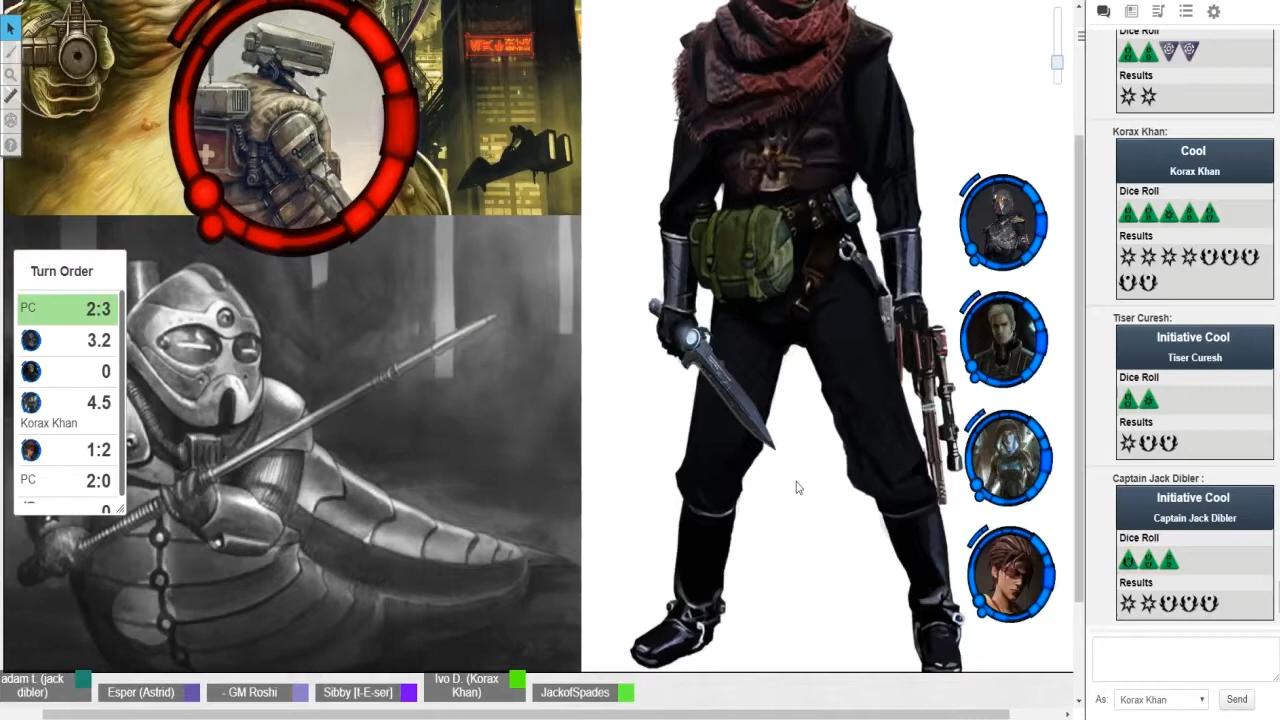 Turn Order
PC 2:3
3.2
0
4.5
Korax Khan
1:2
PC 2:0
0
adam t. (jack
dibler)
Esper (Astrid)
- GM Roshi
Sibby [t-E-ser]
Ivo D. (Korax
Khan)
JackofSpades
Results
Korax Khan:
Cool
Korax Khan
Dice Roll
Results
Tiser Curesh:
Initiative Cool
Tiser Curesh
Dice Roll
Results
Captain Jack Dibler :
Initiative Cool
Captain Jack Dibler
Dice Roll
Results
As: Korax Khan Send